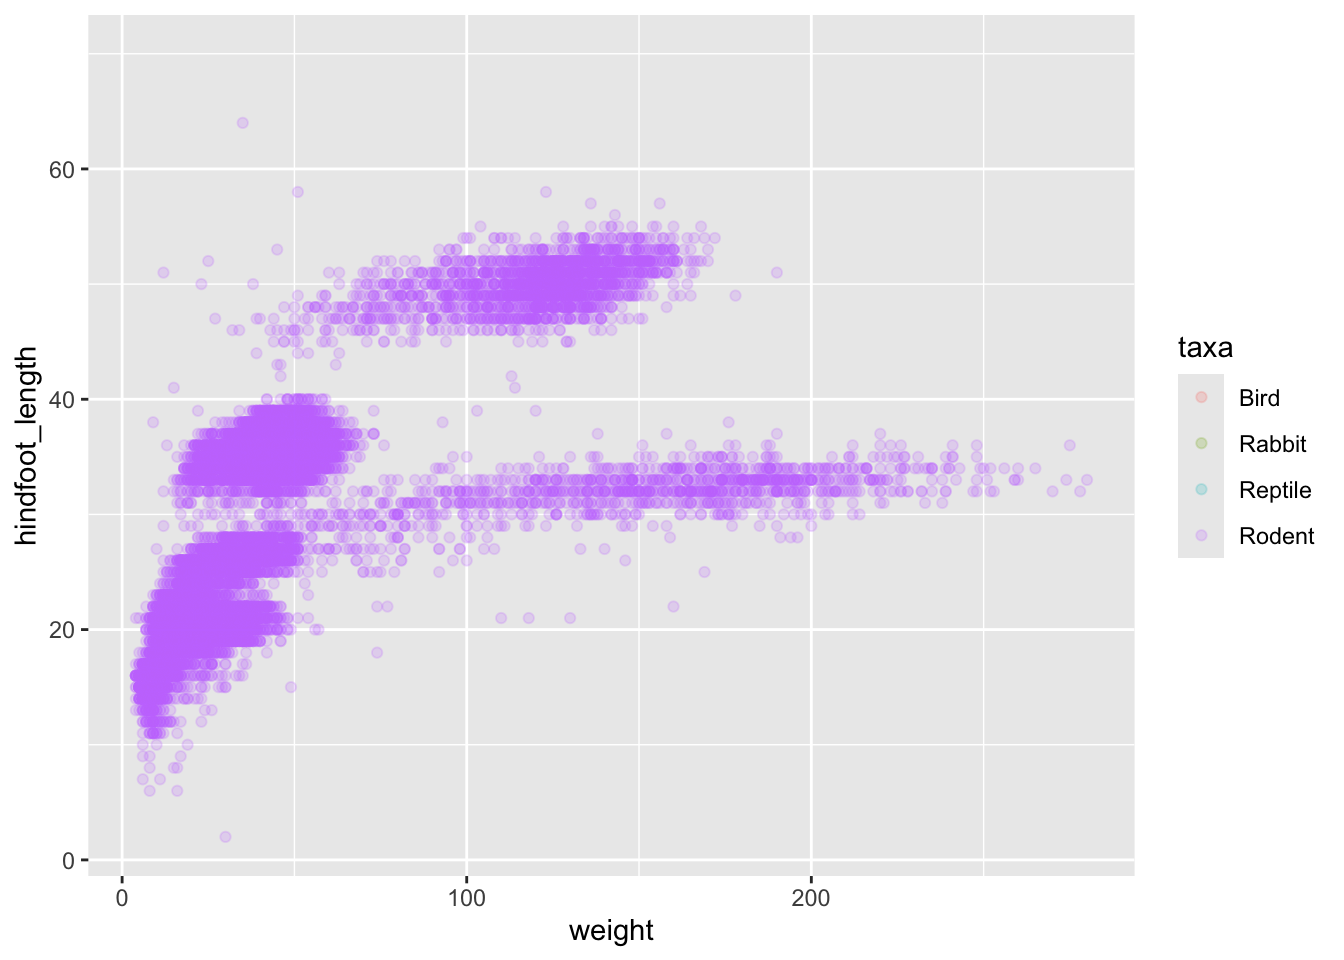 hindfoot_length
60
40
20
0
0
100
200
weight
taxa
Bird
Rabbit
Reptile
Rodent